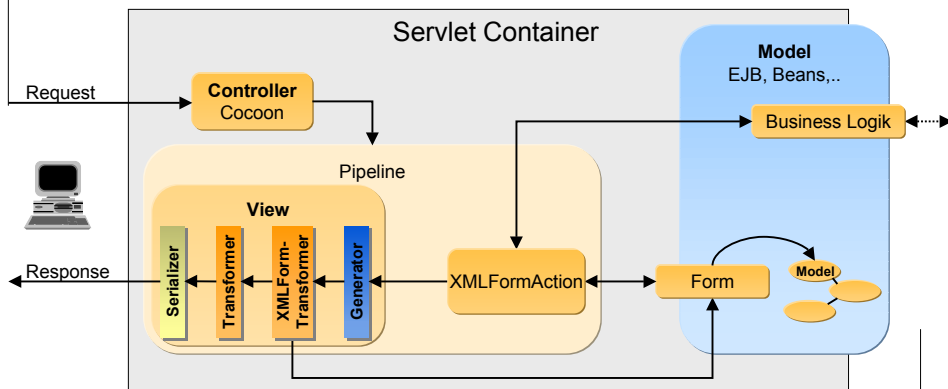 Servlet Container
Model
EJB, Beans,..
Request
Controller
Cocoon
Business Logik
Pipeline
View
Serializer
Transformer
XMLForm-
Transformer
Generator
XMLFormAction
Form
Model
Response